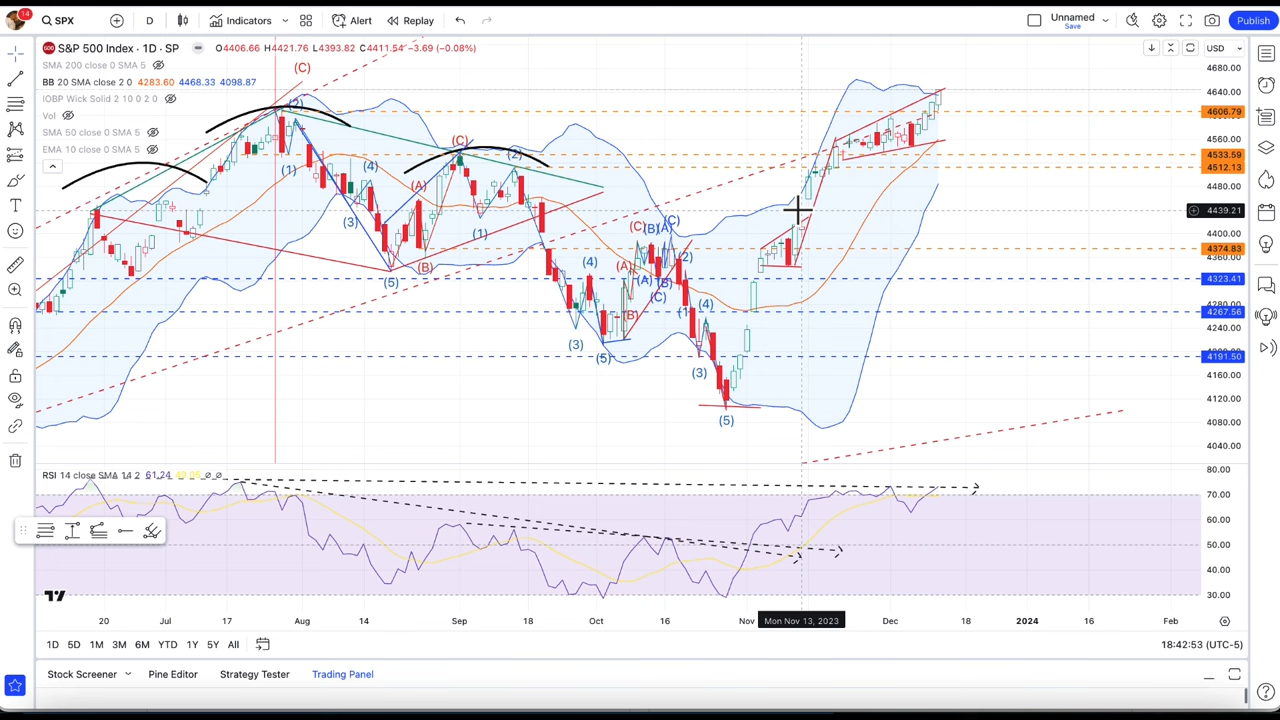 14
SPX
D
Indicators
Alert
Replay
Unnamed
Save
Publish
S&P 500 Index · 1D · SP
O4406.66 H4421.76 L4393.82 C4411.54 −3.69 (−0.08%)
USD
SMA 200 close 0 SMA 5
BB 20 SMA close 2 0 4283.60 4468.33 4098.87
IOBP Wick Solid 2 10 0 2 0
Vol
SMA 50 close 0 SMA 5
EMA 10 close 0 SMA 5
(C)
(2)
(1)
(4)
(3)
(5)
(A)
(B)
(C)
(2)
(1)
(4)
(3)
(5)
(A)
(B)
(C)
(B)
(A)
(C)
(A)
(B)
(C)
(2)
(4)
(3)
(5)
4680.00
4640.00
4606.79
4560.00
4533.59
4512.13
4480.00
4439.21
4400.00
4374.83
4360.00
4323.41
4280.00
4267.56
4240.00
4191.50
4160.00
4120.00
4080.00
4040.00
RSI 14 close SMA 14 2 61.24 49.05 ∅ ∅
80.00
70.00
60.00
50.00
40.00
30.00
20 Jul 17 Aug 14 Sep 18 Oct 16 Nov Mon Nov 13, 2023 Dec 18 2024 16 Feb
1D 5D 1M 3M 6M YTD 1Y 5Y All
18:42:53 (UTC-5)
Stock Screener Pine Editor Strategy Tester Trading Panel